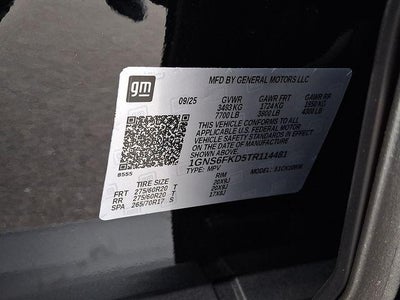 gm
MFD BY GENERAL MOTORS LLC
09/25 GVWR GAWR FRT GAWR RR
3493 KG 1724 KG 1950 KG
7700 LB 3800 LB 4300 LB
THIS VEHICLE CONFORMS TO ALL
APPLICABLE U.S. FEDERAL MOTOR
VEHICLE SAFETY STANDARDS IN EFFECT
ON THE DATE OF MANUFACTURE
SHOWN ABOVE.
1GNS6FKD5TR114481
8555 TYPE: MPV MODEL:
TIRE SIZE RIM
FRT 275/60R20 T 20X9J
RR 275/60R20 T 20X9J
SPA 265/70R17 S 17X8J